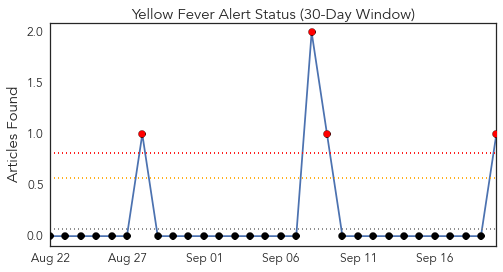 Yellow Fever Alert Status (30-Day Window)
Articles Found
2.0
1.5
1.0
0.5
0.0
Aug 22 Aug 27 Sep 01 Sep 06 Sep 11 Sep 16